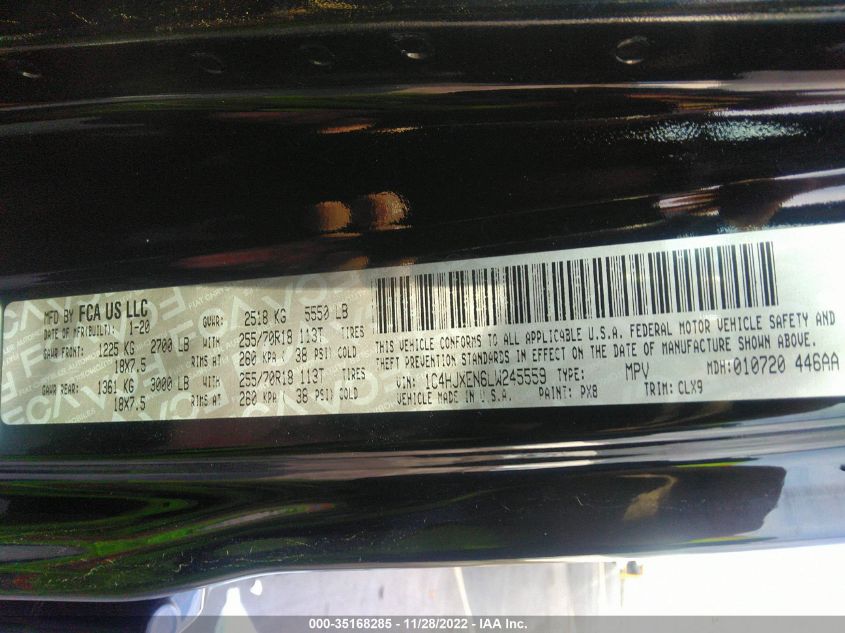 MFD BY FCA US LLC
DATE OF MFR(BUILT): 1-20 GVWR: 2518 KG 5550 LB
GAWR FRONT: 1225 KG 2700 LB WITH 255/70R18 113T TIRES
18X7.5 RIMS AT 260 KPA/ 38 PSI) COLD
GAWR REAR: 1361 KG 3000 LB WITH 255/70R18 113T TIRES
18X7.5 RIMS AT 260 KPA/ 38 PSI) COLD
THIS VEHICLE CONFORMS TO ALL APPLICABLE U.S.A. FEDERAL MOTOR VEHICLE SAFETY AND
THEFT PREVENTION STANDARDS IN EFFECT ON THE DATE OF MANUFACTURE SHOWN ABOVE.
VIN: 1C4HJXEN6LW245559 TYPE: MPV MDH:010720 446AA
VEHICLE MADE IN U.S.A. PAINT: PX8 TRIM: CLX9
000-35168285 - 11/28/2022 - IAA Inc.